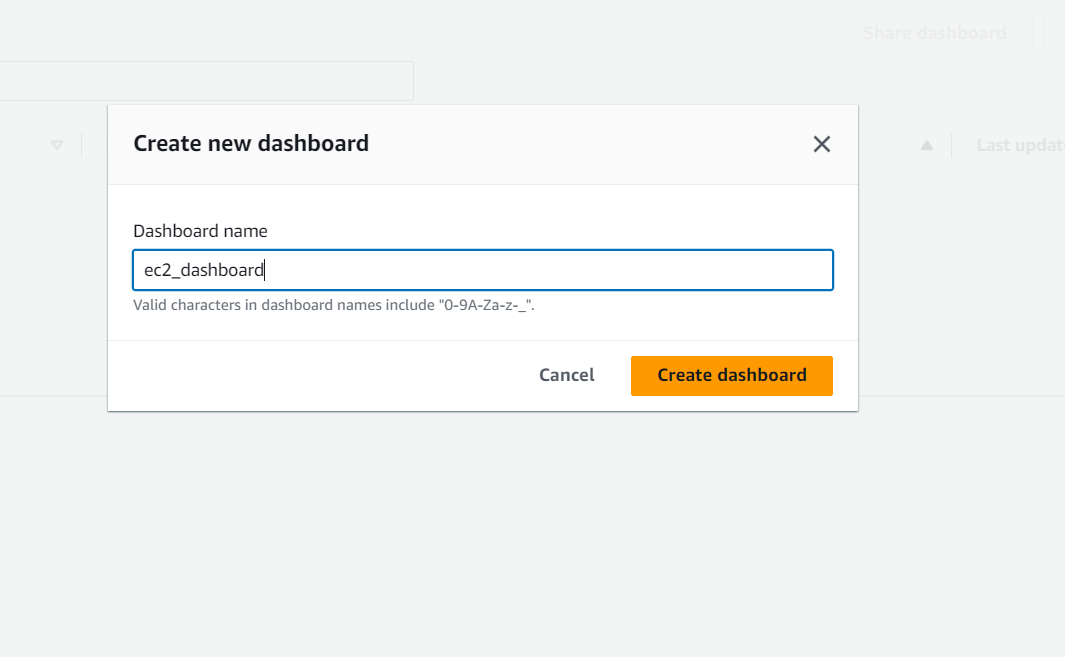 Share dashboard
Create new dashboard
Last updat
Dashboard name
ec2_dashboard
Valid characters in dashboard names include "0-9A-Za-z-_".
Cancel
Create dashboard